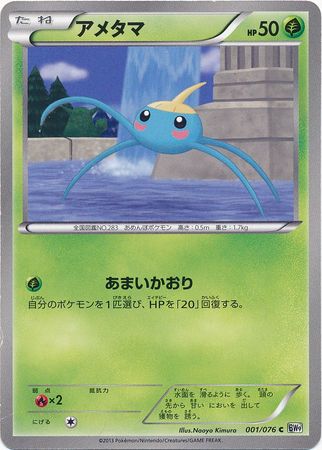 たね
アメタマ
HP50
全国図鑑NO.283 あめんぼポケモン 高さ:0.5m 重さ:1.7kg
あまいかおり
自分のポケモンを1匹選び、HPを「20」回復する。
弱点
×2
抵抗力
にげる
水面を 滑るように 歩く。 頭の
先から 甘い 香りを 出して
獲物を 誘う。
Illus. Naoyo Kimura
001/076 C
BW9
©2013 Pokémon/Nintendo/Creatures/GAME FREAK.